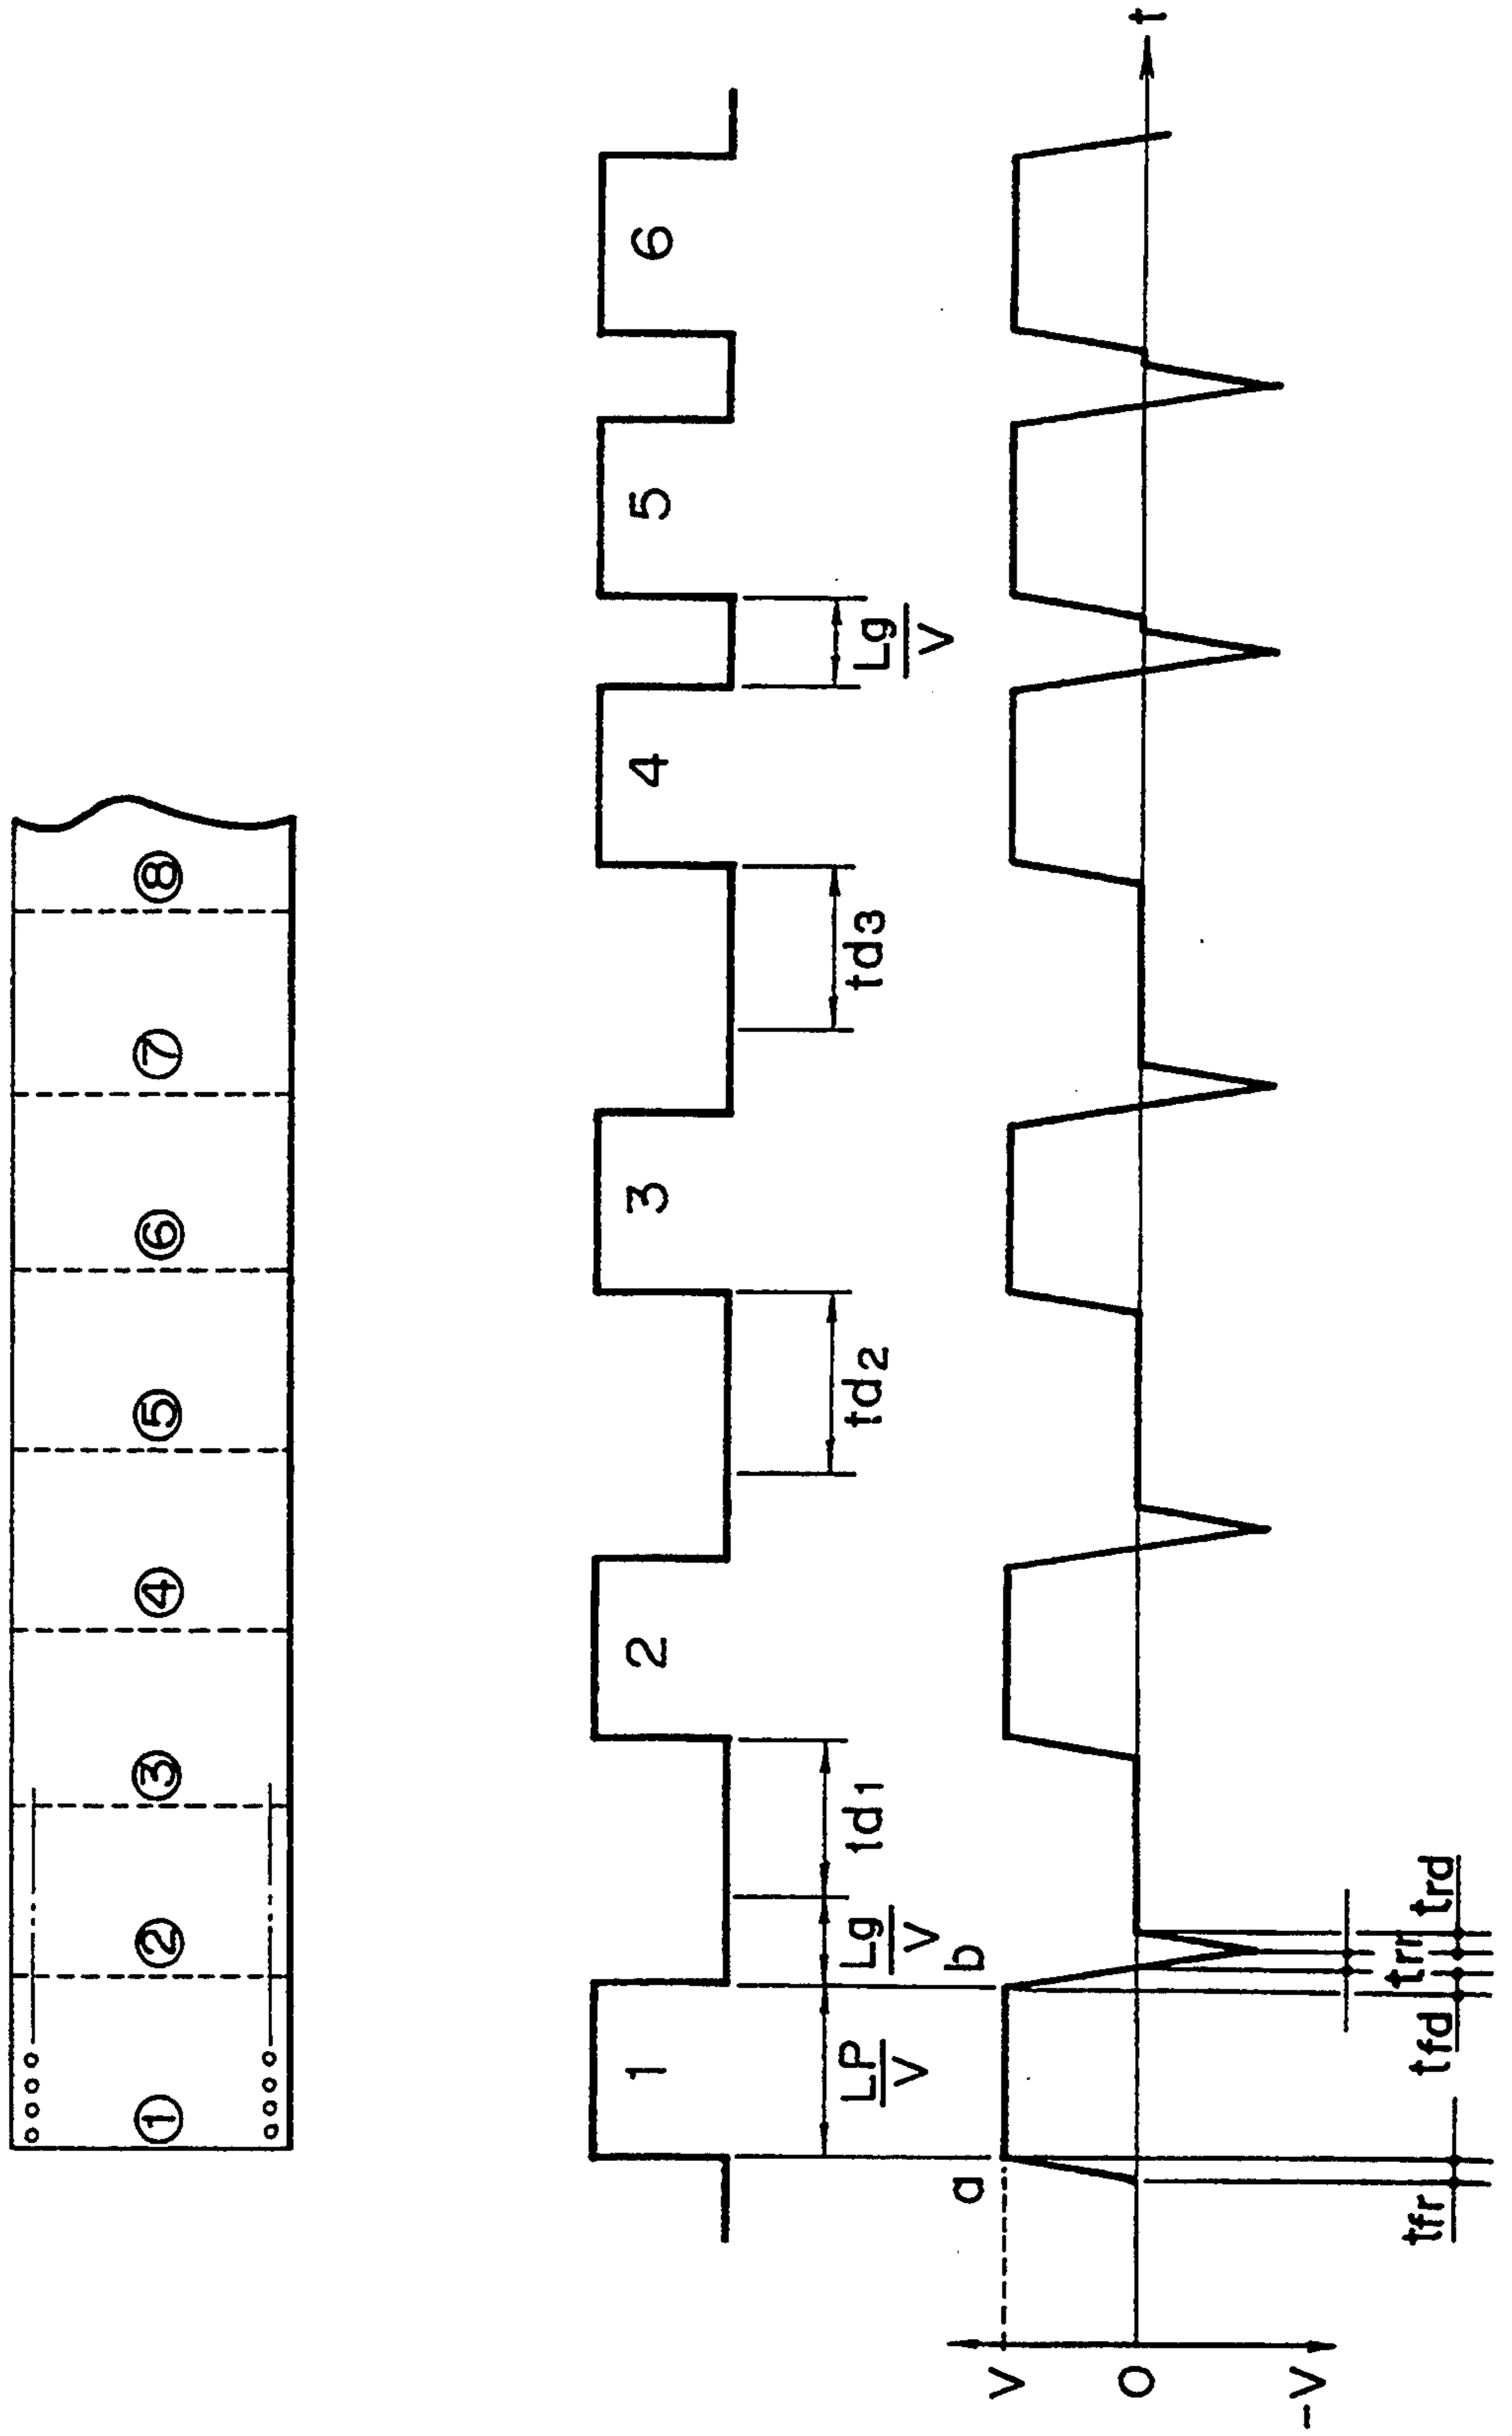 ① ② ③ ④ ⑤ ⑥ ⑦ ⑧
1 2 3 4 5 6
LP/V Lg/V td1 td2 td3 Lg/V
a b
V
O
-V
t
tfr tfd trr trd